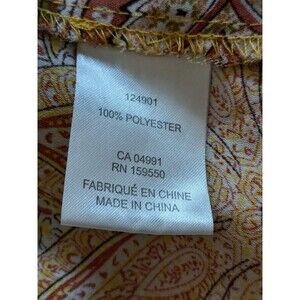 124901
100% POLYESTER
CA 04991
RN 159550
FABRIQUÉ EN CHINE
MADE IN CHINA